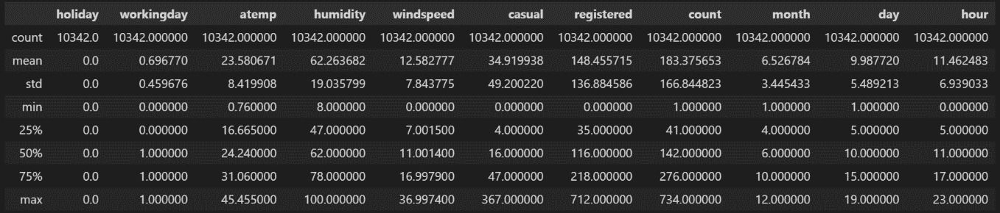 holiday workingday atemp humidity windspeed casual registered count month day hour
count 10342.0 10342.000000 10342.000000 10342.000000 10342.000000 10342.000000 10342.000000 10342.000000 10342.000000 10342.000000 10342.000000
mean 0.0 0.696770 23.580671 62.263682 12.582777 34.919938 148.455715 183.375653 6.526784 9.987720 11.462483
std 0.0 0.459676 8.419908 19.035799 7.843775 49.200220 136.884586 166.844823 3.445433 5.489213 6.939033
min 0.0 0.000000 0.760000 8.000000 0.000000 0.000000 0.000000 1.000000 1.000000 1.000000 0.000000
25% 0.0 0.000000 16.665000 47.000000 7.001500 4.000000 35.000000 41.000000 4.000000 5.000000 5.000000
50% 0.0 1.000000 24.240000 62.000000 11.001400 16.000000 116.000000 142.000000 6.000000 10.000000 11.000000
75% 0.0 1.000000 31.060000 78.000000 16.997900 47.000000 218.000000 276.000000 10.000000 15.000000 17.000000
max 0.0 1.000000 45.455000 100.000000 36.997400 367.000000 712.000000 734.000000 12.000000 19.000000 23.000000